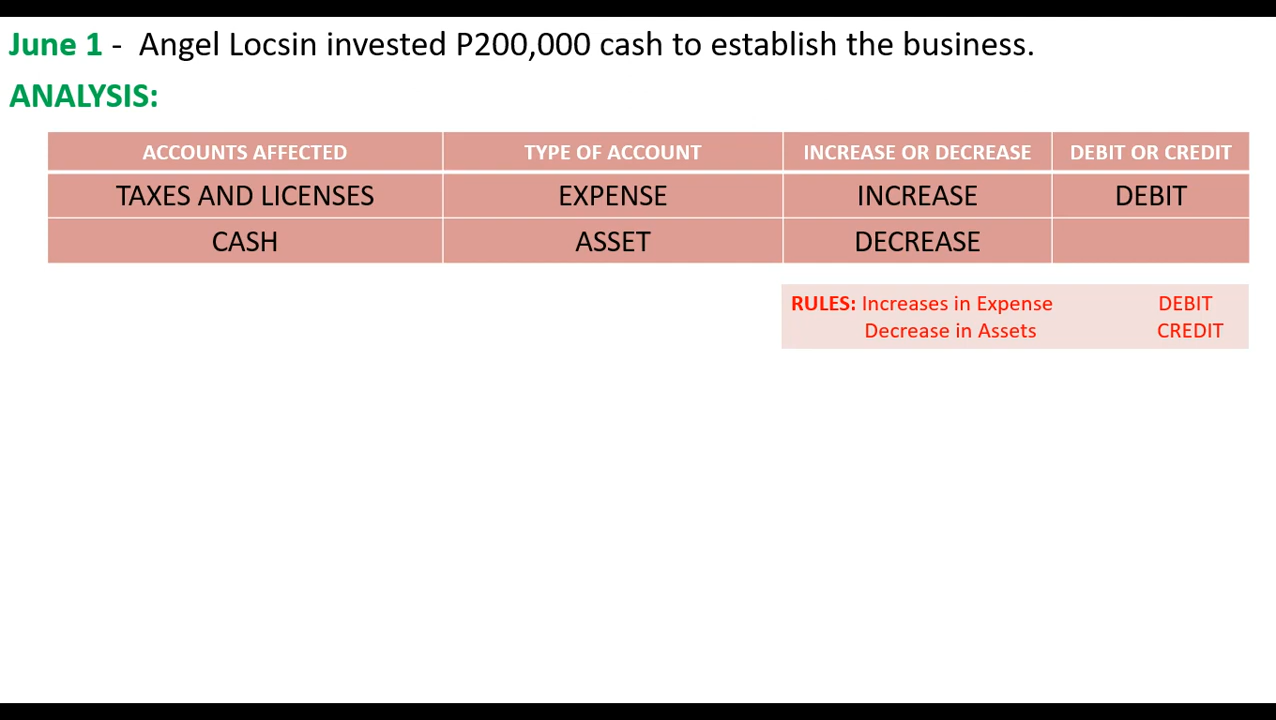 June 1 - Angel Locsin invested P200,000 cash to establish the business.
ANALYSIS:
ACCOUNTS AFFECTED TYPE OF ACCOUNT INCREASE OR DECREASE DEBIT OR CREDIT
TAXES AND LICENSES EXPENSE INCREASE DEBIT
CASH ASSET DECREASE
RULES: Increases in Expense DEBIT
Decrease in Assets CREDIT